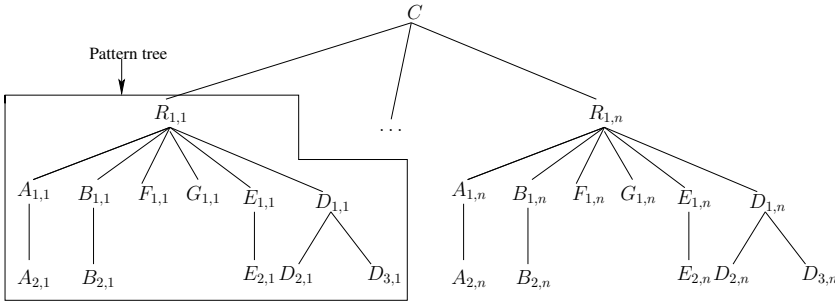 C
Pattern tree
R1,1 ... R1,n
A1,1 B1,1 F1,1 G1,1 E1,1 D1,1 A1,n B1,n F1,n G1,n E1,n D1,n
A2,1 B2,1 E2,1 D2,1 D3,1 A2,n B2,n E2,n D2,n D3,n